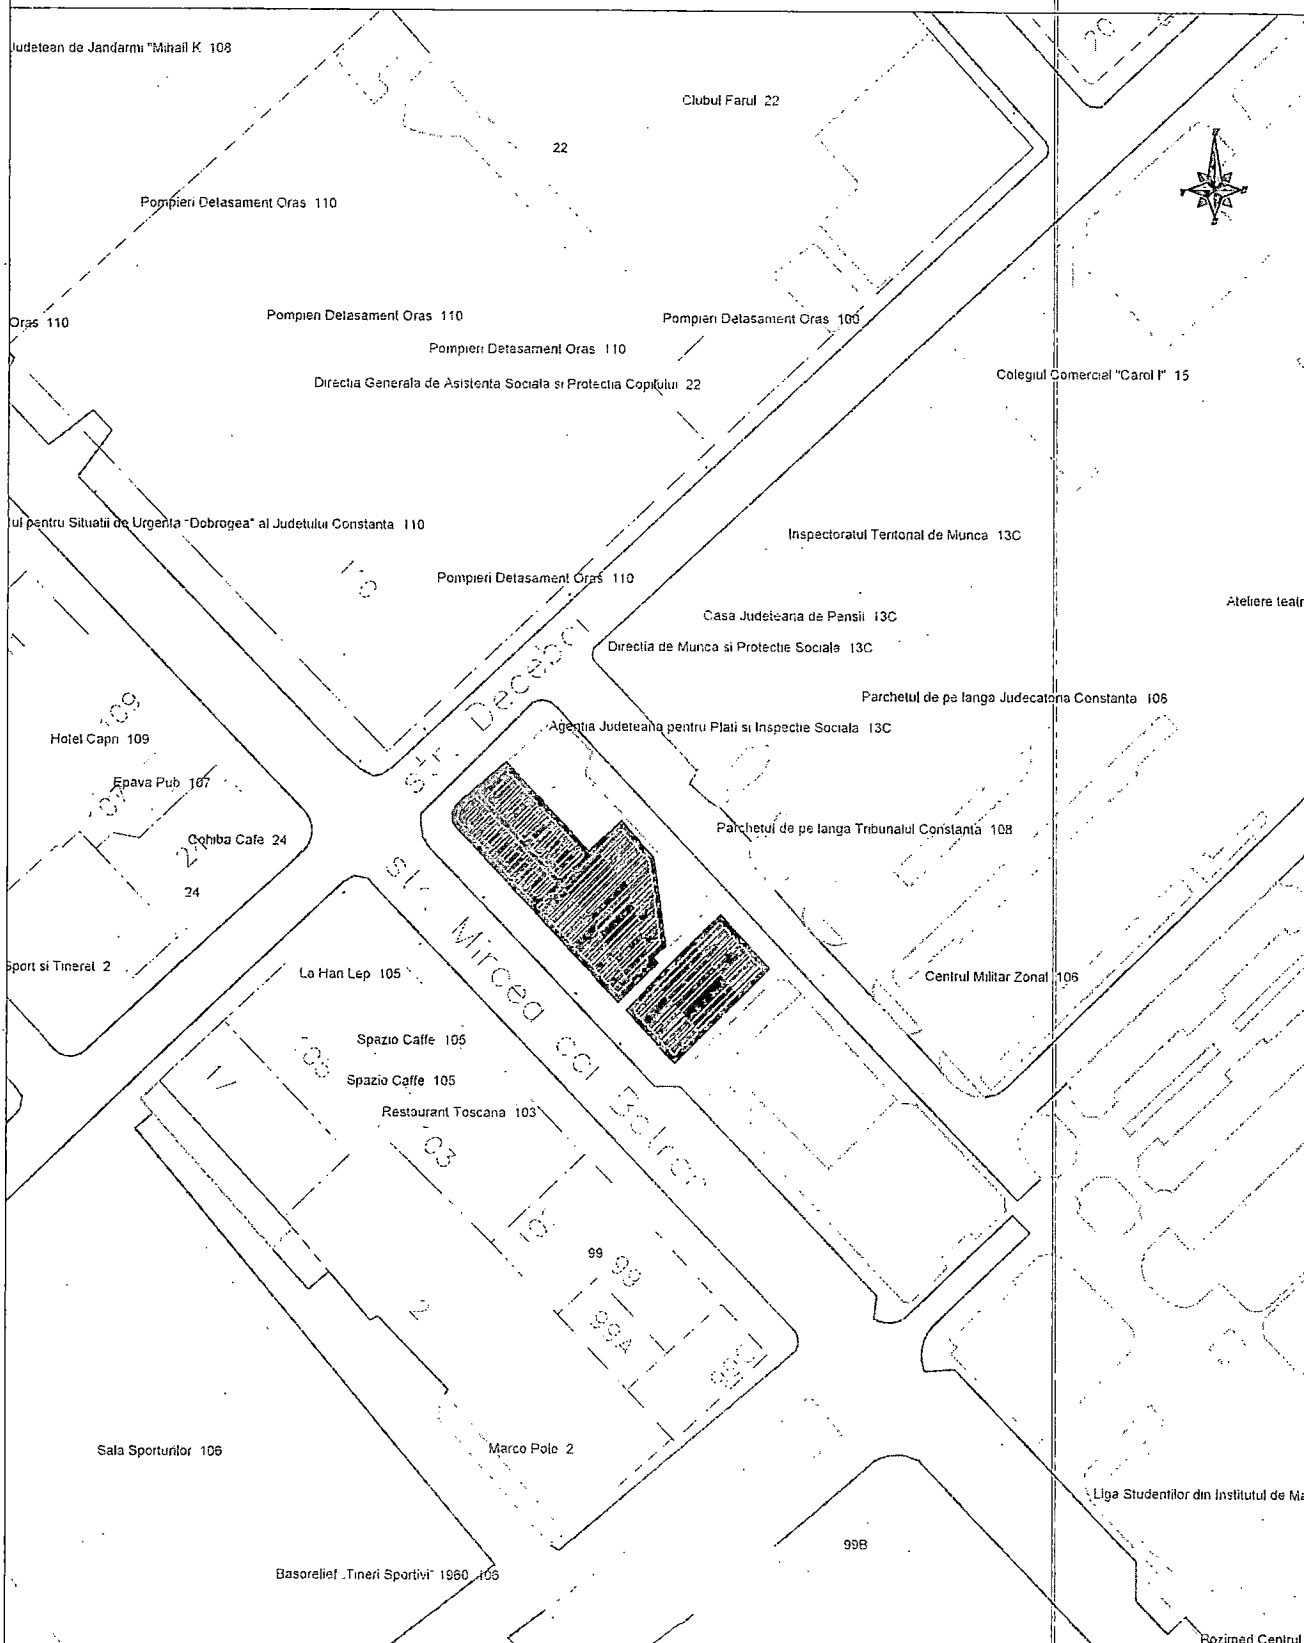 Judetean de Jandarmi "Mihail K 108
Clubul Farul 22
22
Pompieri Detasament Oras 110
Pompieri Detasament Oras 110
Oras 110
Pompieri Detasament Oras 100
Pompieri Detasament Oras 110
Directia Generala de Asistenta Sociala si Protectia Copilului 22
Colegiul Comercial "Carol I" 15
ul pentru Situatii de Urgenta "Dobrogea" al Judetului Constanta 110
Inspectoratul Teritorial de Munca 13C
Pompieri Detasament Oras 110
Ateliere teatr
Casa Judeteana de Pensii 13C
Directia de Munca si Protectie Sociala 13C
str. Decebal
Parchetul de pe langa Judecatoria Constanta 106
109
Agentia Judeteana pentru Plati si Inspectie Sociala 13C
Hotel Capri 109
Epava Pub 107
107
Parchetul de pe langa Tribunalul Constanta 108
Cohiba Cafe 24
24
str. Mircea cel Batran
Sport si Tineret 2
La Han Lep 105
Centrul Militar Zonal 106
Spazio Caffe 105
105
17
Spazio Caffe 105
Restaurant Toscana 103
103
99
99
99A
99C
2
Sala Sporturilor 106
Marco Polo 2
Liga Studentilor din Institutul de Ma
99B
Basorelief „Tineri Sportivi" 1960 106
Rozimed Centrul